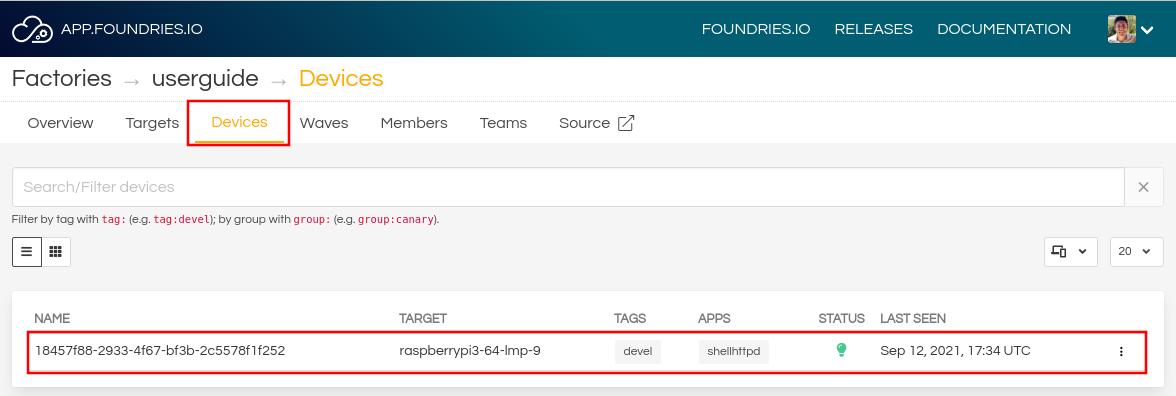 APP.FOUNDRIES.IO FOUNDRIES.IO RELEASES DOCUMENTATION
Factories → userguide → Devices
Overview Targets Devices Waves Members Teams Source
Search/Filter devices ×
Filter by tag with tag: (e.g. tag:devel); by group with group: (e.g. group:canary).
20
NAME TARGET TAGS APPS STATUS LAST SEEN
18457f88-2933-4f67-bf3b-2c5578f1f252 raspberrypi3-64-lmp-9 devel shellhttpd Sep 12, 2021, 17:34 UTC